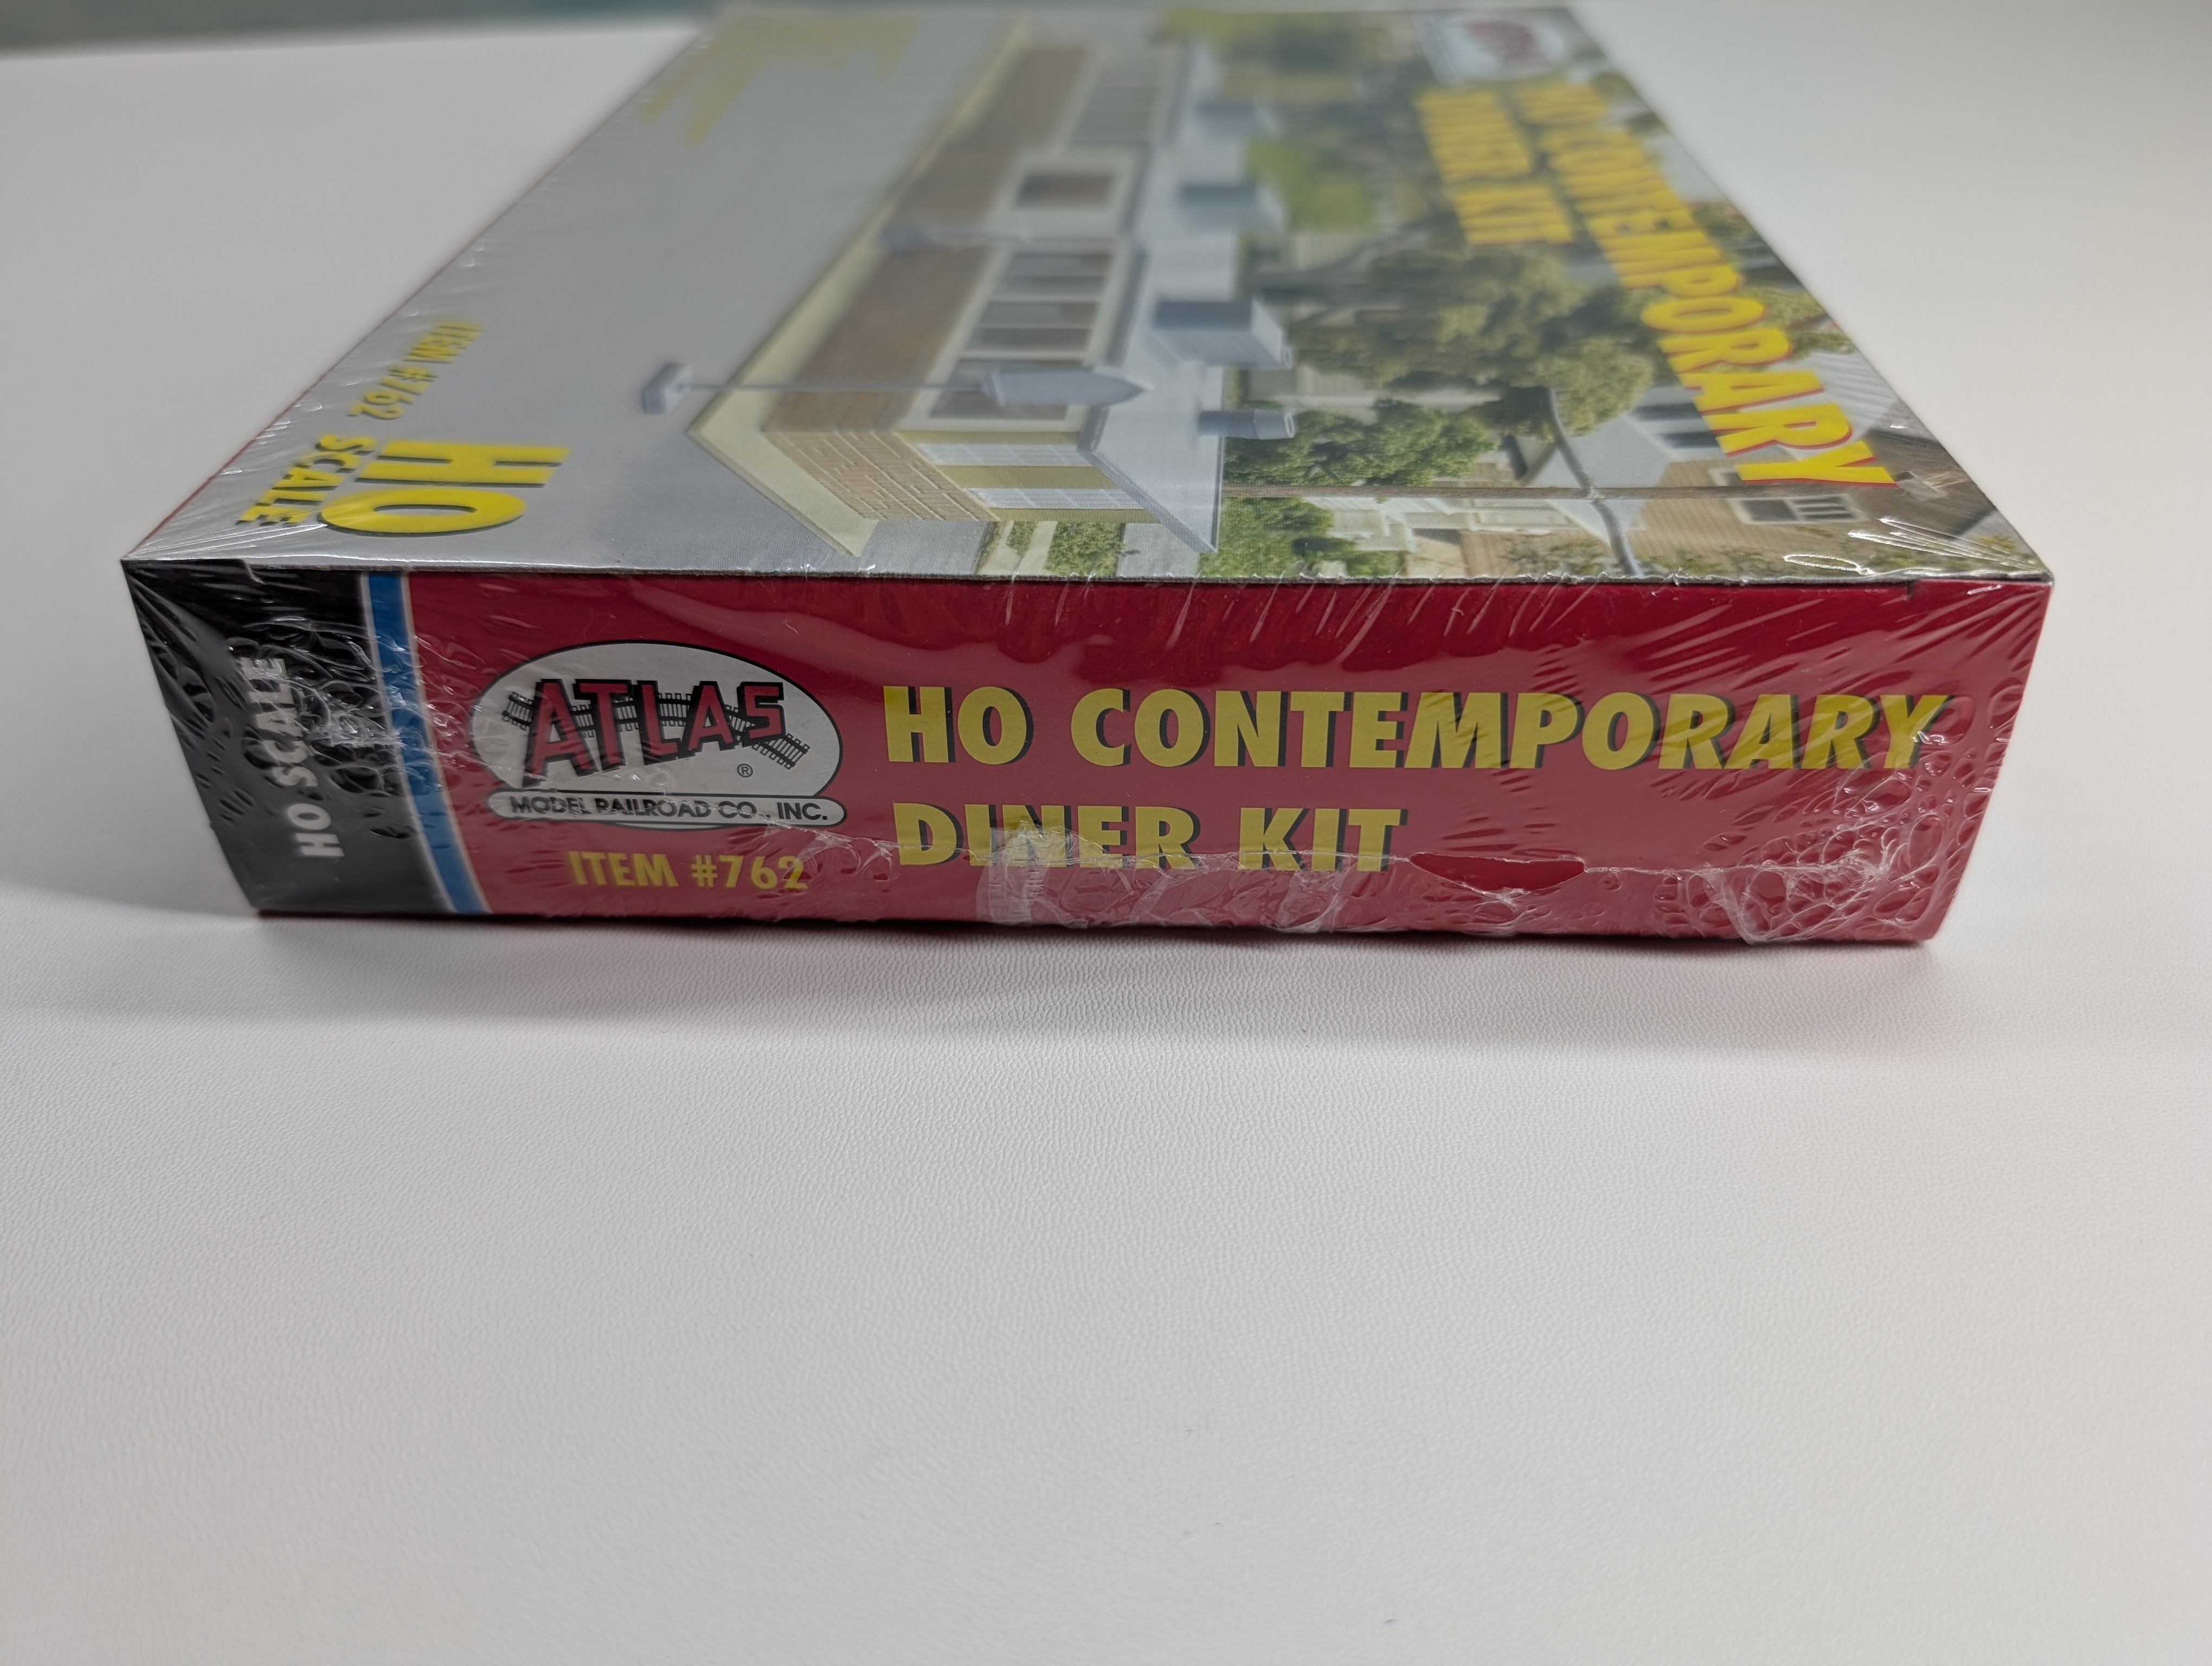 HO CONTEMPORARY
DINER KIT
ITEM #762
HO
SCALE
HO SCALE
ATLAS
®
MODEL RAILROAD CO., INC.
ITEM #762
HO CONTEMPORARY
DINER KIT